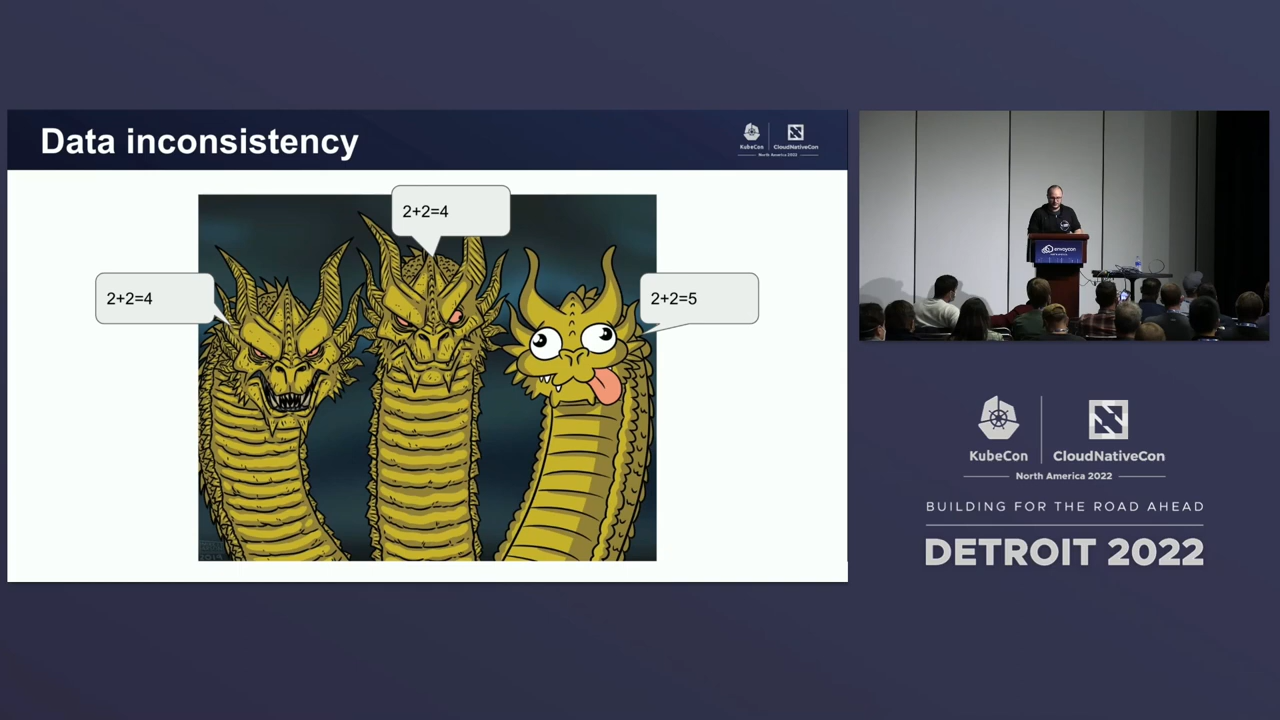 Data inconsistency
KubeCon
CloudNativeCon
North America 2022
2+2=4
2+2=4
2+2=5
envoycon
KubeCon
CloudNativeCon
North America 2022
BUILDING FOR THE ROAD AHEAD
DETROIT 2022